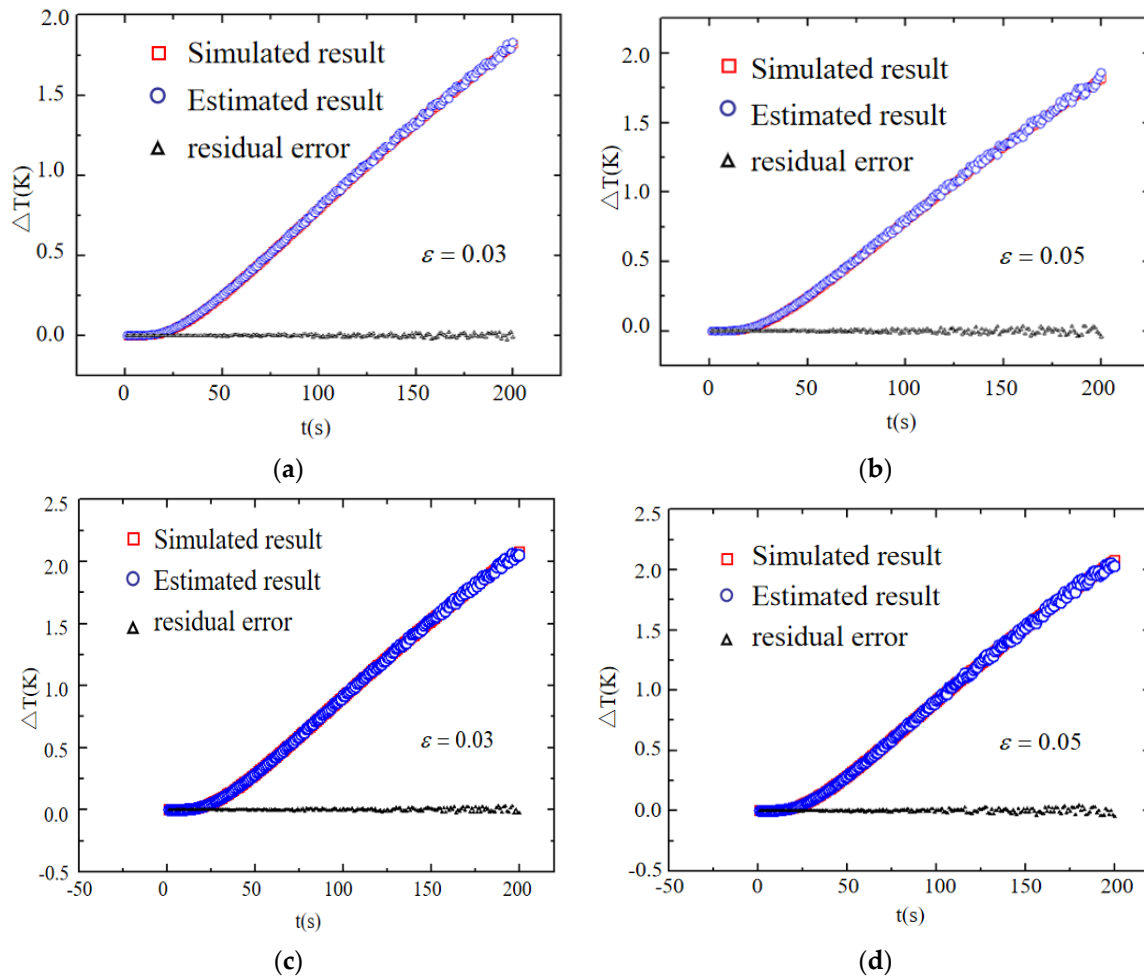 2.0
Simulated result
Estimated result
residual error
1.5
1.0
0.5
0.0
△T(K)
ε = 0.03
0 50 100 150 200
t(s)
(a)
2.0
Simulated result
Estimated result
residual error
1.5
1.0
0.5
0.0
△T(K)
ε = 0.05
0 50 100 150 200
t(s)
(b)
2.5
Simulated result
Estimated result
residual error
2.0
1.5
1.0
0.5
0.0
-0.5
△T(K)
ε = 0.03
-50 0 50 100 150 200
t(s)
(c)
2.5
Simulated result
Estimated result
residual error
2.0
1.5
1.0
0.5
0.0
-0.5
△T(K)
ε = 0.05
-50 0 50 100 150 200
t(s)
(d)